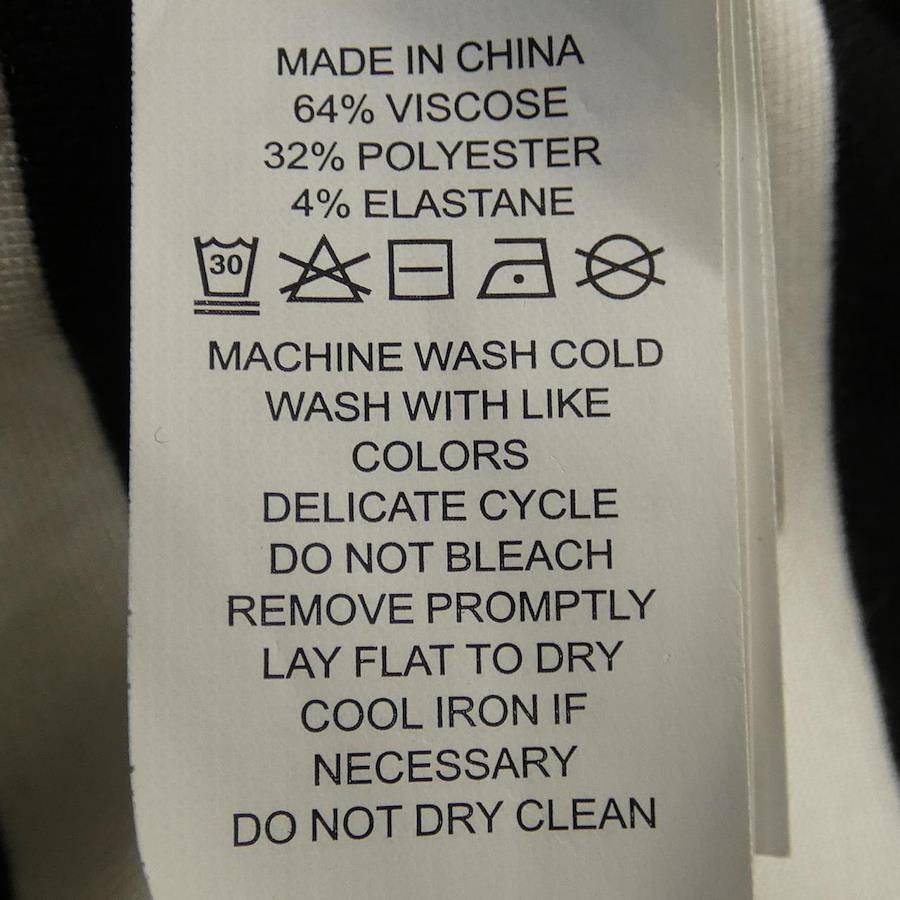 MADE IN CHINA
64% VISCOSE
32% POLYESTER
4% ELASTANE
30
MACHINE WASH COLD
WASH WITH LIKE
COLORS
DELICATE CYCLE
DO NOT BLEACH
REMOVE PROMPTLY
LAY FLAT TO DRY
COOL IRON IF
NECESSARY
DO NOT DRY CLEAN